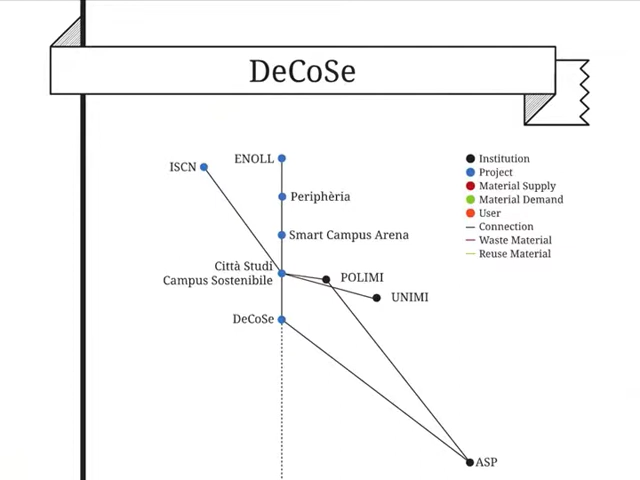 DeCoSe
ISCN
ENOLL
Periphèria
Smart Campus Arena
Città Studi
Campus Sostenibile
POLIMI
UNIMI
DeCoSe
ASP
Institution
Project
Material Supply
Material Demand
User
Connection
Waste Material
Reuse Material